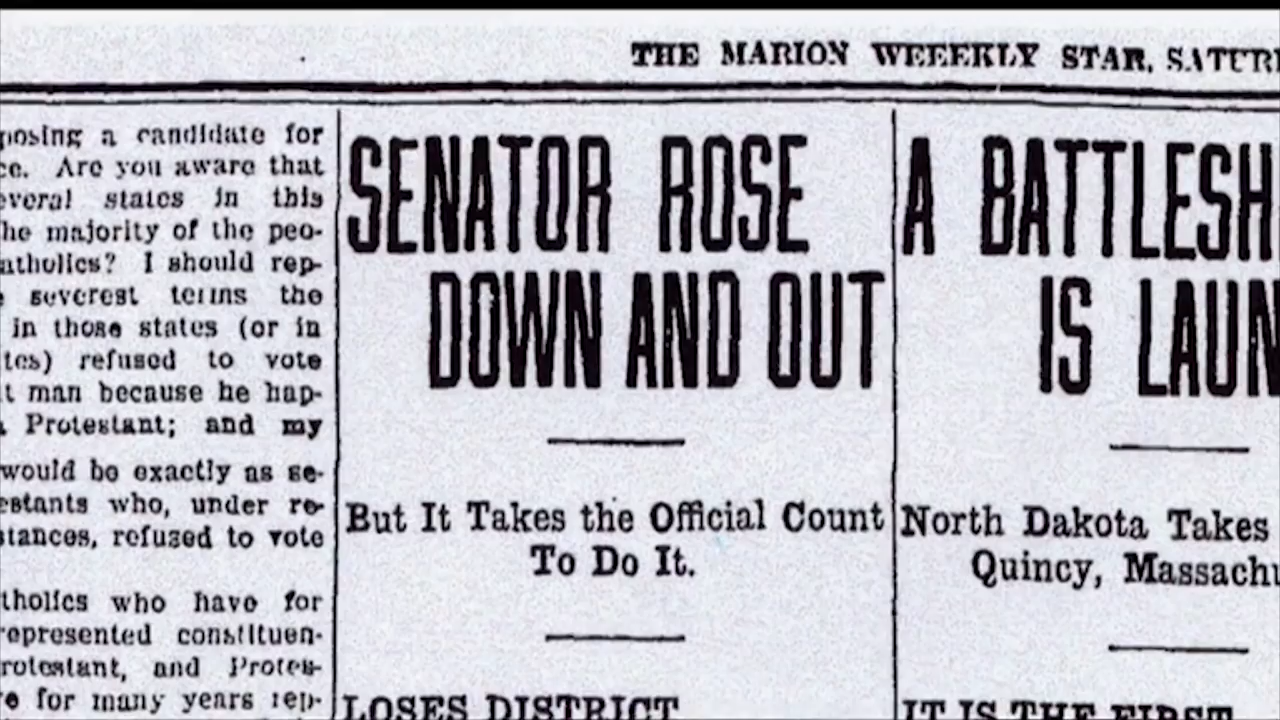 THE MARION WEEEKLY STAR, SATUR
posing a candidate for
ce. Are you aware that
everal states in this
he majority of the peo-
atholics? I should rep-
e severest terms the
in those states (or in
tes) refused to vote
t man because he hap-
a Protestant; and my
would be exactly as se-
estants who, under re-
stances, refused to vote
tholics who have for
represented constituen-
rotestant, and Protes-
re for many years rep-
SENATOR ROSE
DOWN AND OUT
But It Takes the Official Count
To Do It.
LOSES DISTRICT
A BATTLESH
IS LAUN
North Dakota Takes
Quincy, Massachu
IT IS THE FIRST